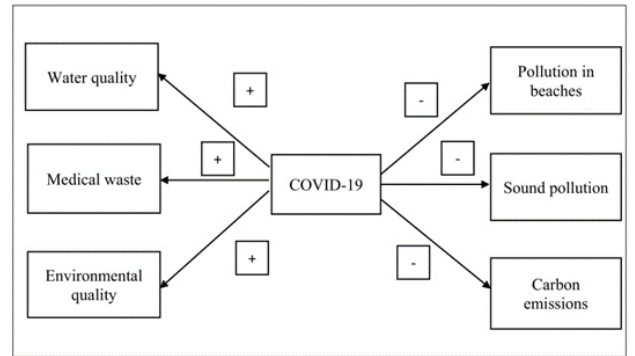 Water quality
+
Medical waste
+
Environmental
quality
+
COVID-19
-
Pollution in
beaches
-
Sound pollution
-
Carbon
emissions